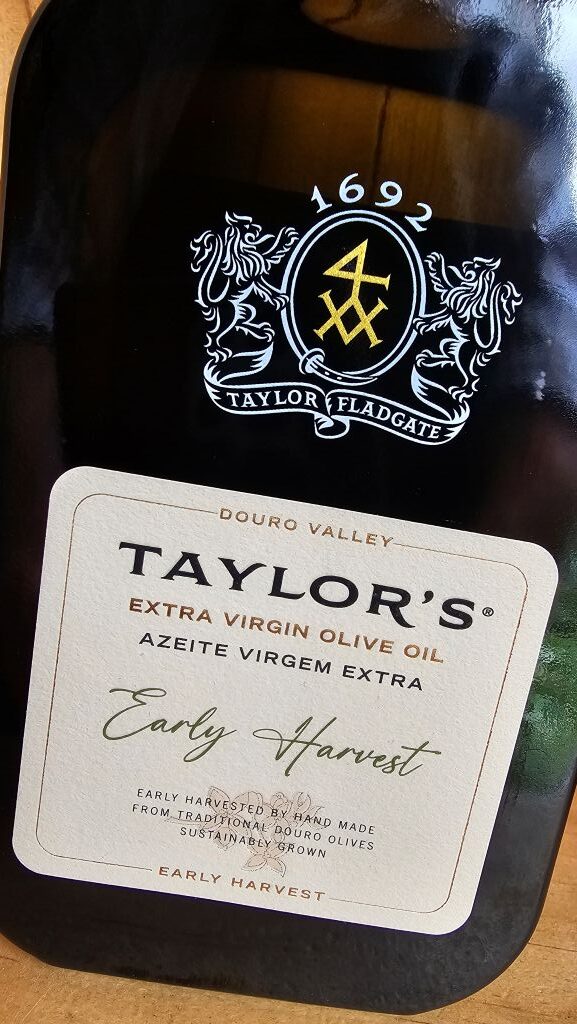 1692
4XX
TAYLOR FLADGATE
DOURO VALLEY
TAYLOR'S®
EXTRA VIRGIN OLIVE OIL
AZEITE VIRGEM EXTRA
Early Harvest
EARLY HARVESTED BY HAND MADE
FROM TRADITIONAL DOURO OLIVES
SUSTAINABLY GROWN
EARLY HARVEST